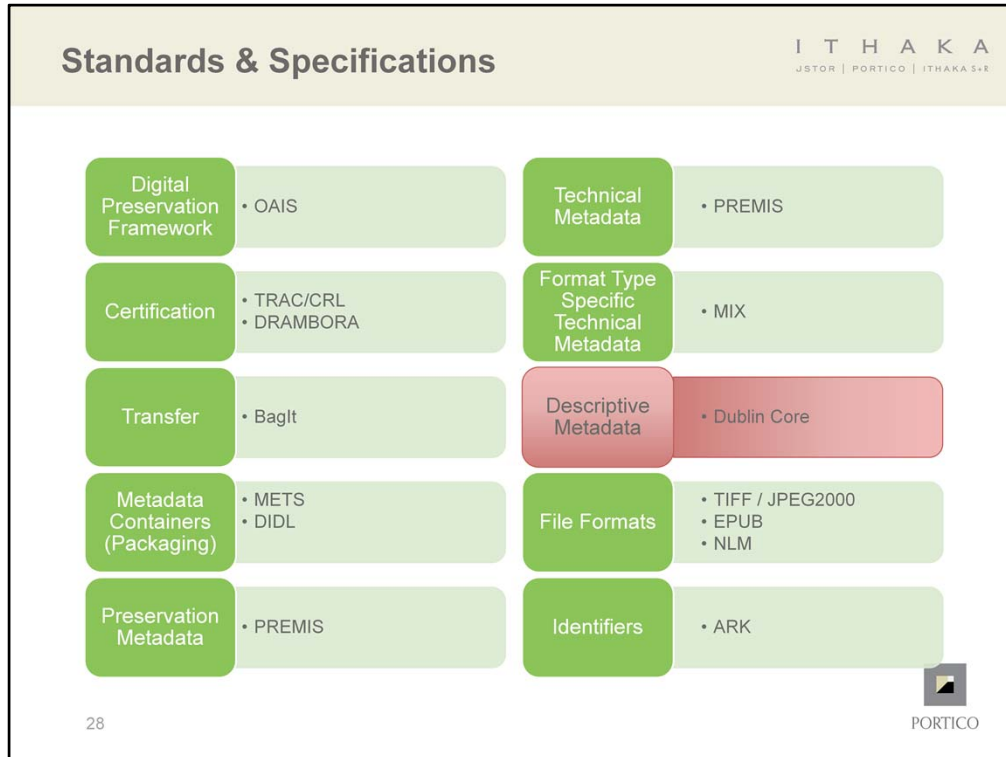 Standards & Specifications
I T H A K A
JSTOR | PORTICO | ITHAKA S+R
Digital
Preservation
Framework
• OAIS
Certification
• TRAC/CRL
• DRAMBORA
Transfer
• BagIt
Metadata
Containers
(Packaging)
• METS
• DIDL
Preservation
Metadata
• PREMIS
Technical
Metadata
• PREMIS
Format Type
Specific
Technical
Metadata
• MIX
Descriptive
Metadata
• Dublin Core
File Formats
• TIFF / JPEG2000
• EPUB
• NLM
Identifiers
• ARK
28
PORTICO